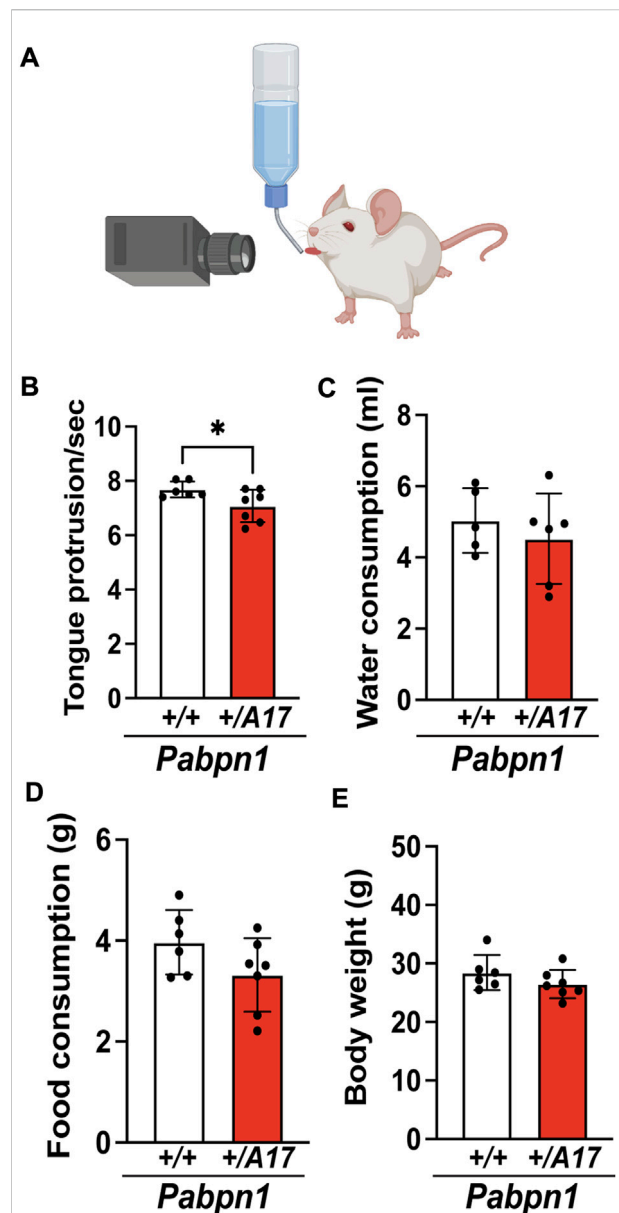 A
B
Tongue protrusion/sec
10
8
6
4
2
0
*
+/+ +/A17
Pabpn1
C
Water consumption (ml)
8
6
4
2
0
+/+ +/A17
Pabpn1
D
Food consumption (g)
6
4
2
0
+/+ +/A17
Pabpn1
E
Body weight (g)
50
40
30
20
10
0
+/+ +/A17
Pabpn1